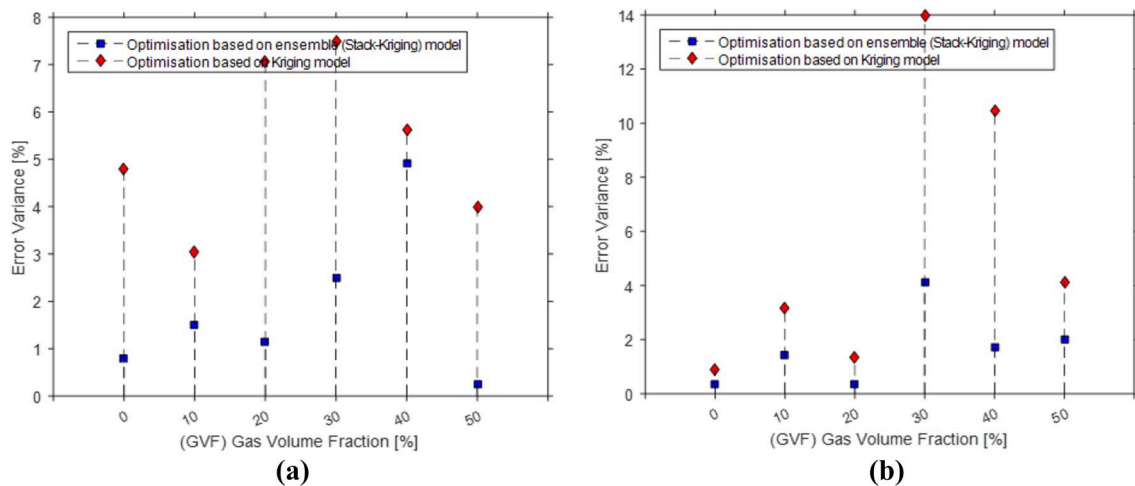 8
7
6
5
4
3
2
1
0
Error Variance [%]
Optimisation based on ensemble (Stack-Kriging) model
Optimisation based on Kriging model
0 10 20 30 40 50
(GVF) Gas Volume Fraction [%]
(a)
14
12
10
8
6
4
2
0
Error Variance [%]
Optimisation based on ensemble (Stack-Kriging) model
Optimisation based on Kriging model
0 10 20 30 40 50
(GVF) Gas Volume Fraction [%]
(b)